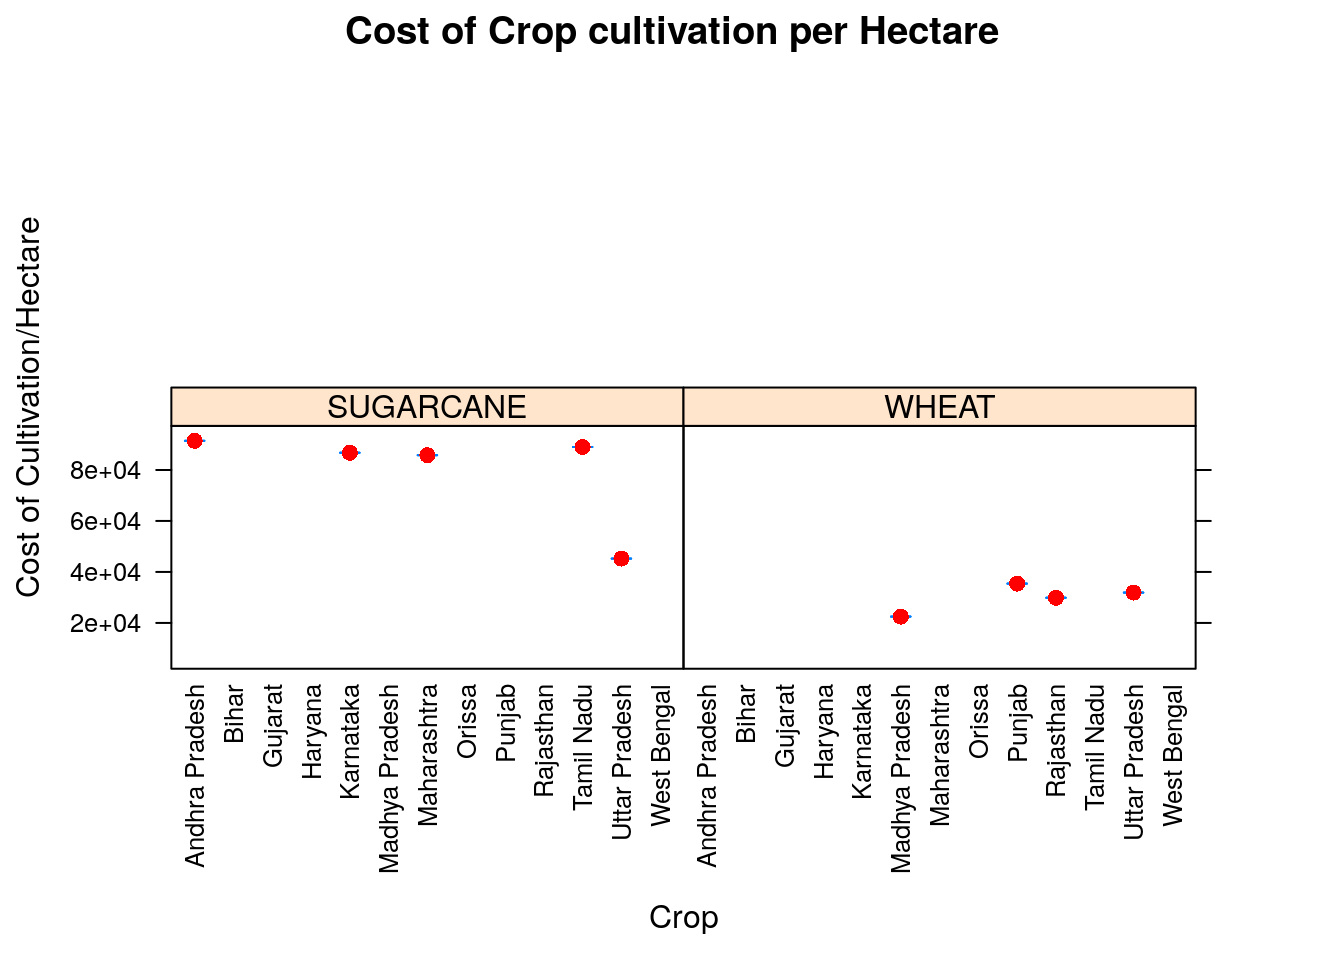 Cost of Crop cultivation per Hectare
Cost of Cultivation/Hectare
SUGARCANE
WHEAT
8e+04
6e+04
4e+04
2e+04
Andhra Pradesh
Bihar
Gujarat
Haryana
Karnataka
Madhya Pradesh
Maharashtra
Orissa
Punjab
Rajasthan
Tamil Nadu
Uttar Pradesh
West Bengal
Andhra Pradesh
Bihar
Gujarat
Haryana
Karnataka
Madhya Pradesh
Maharashtra
Orissa
Punjab
Rajasthan
Tamil Nadu
Uttar Pradesh
West Bengal
Crop